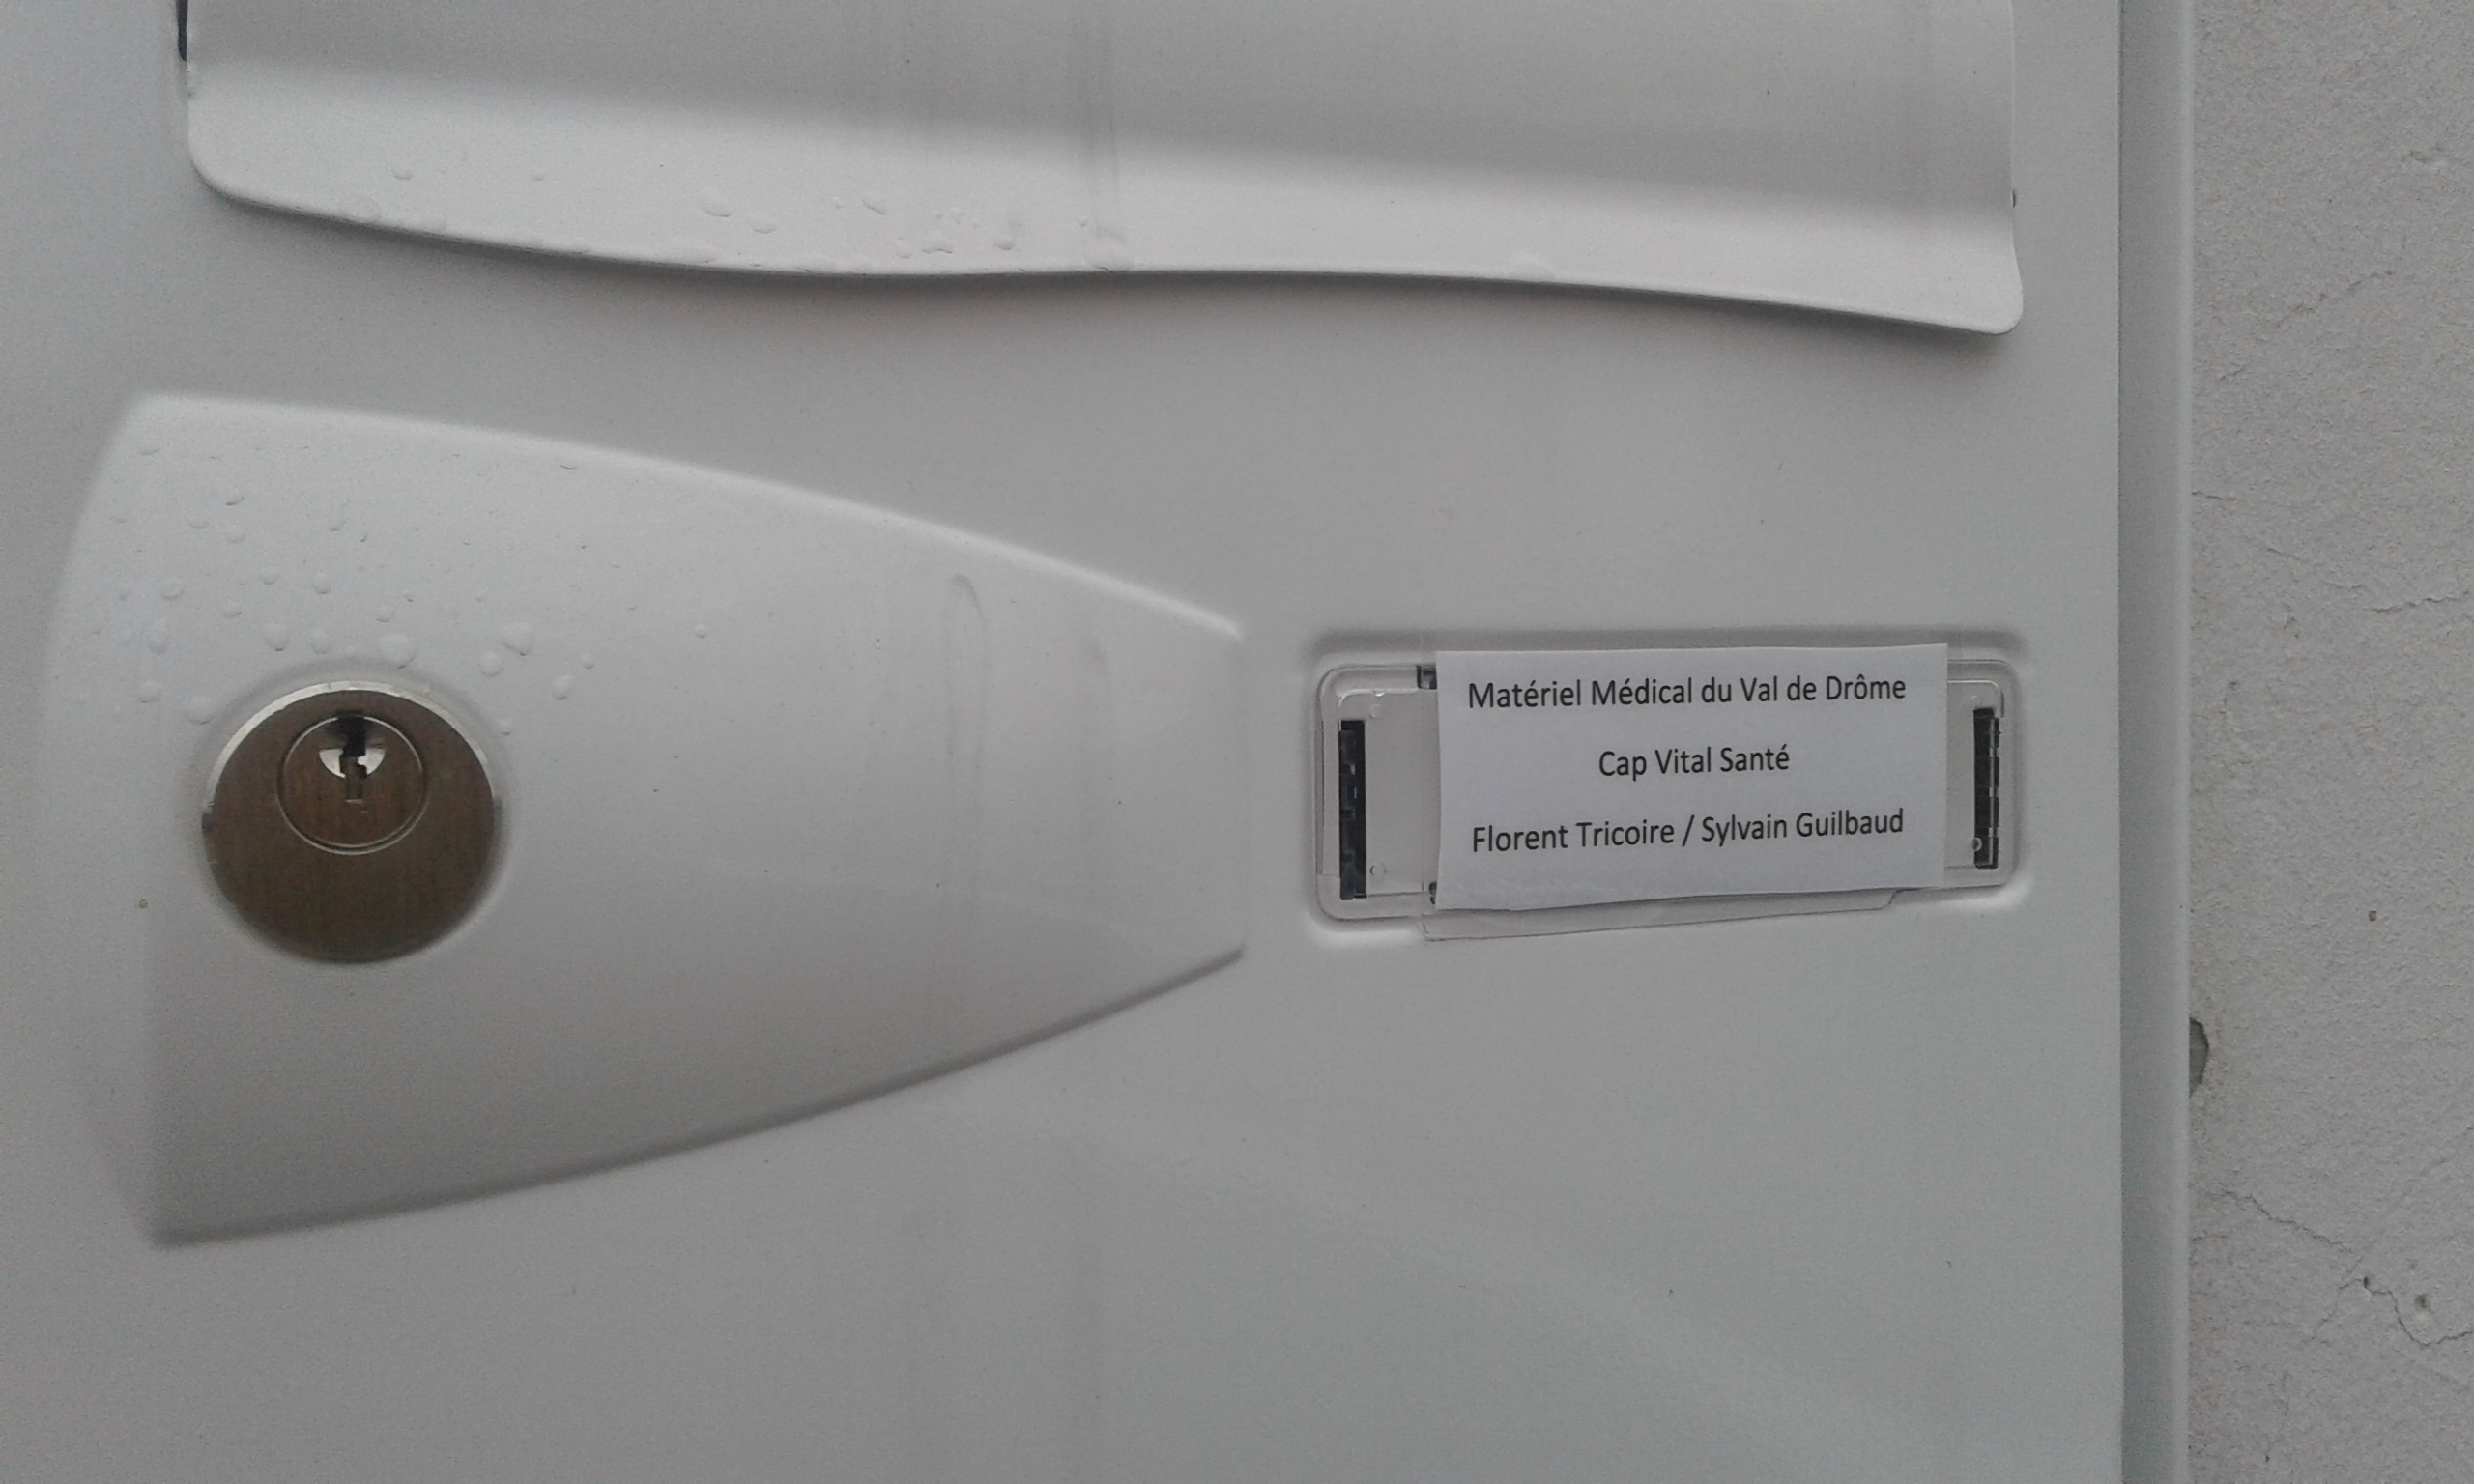 Matériel Médical du Val de Drôme
Cap Vital Santé
Florent Tricoire / Sylvain Guilbaud